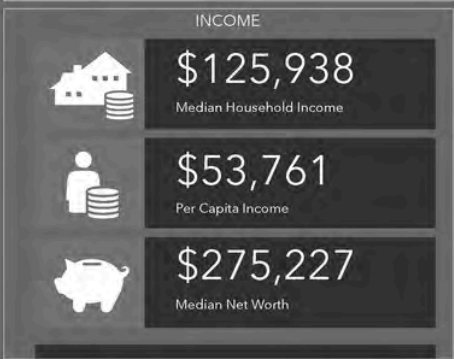 INCOME
$125,938
Median Household Income
$53,761
Per Capita Income
$275,227
Median Net Worth